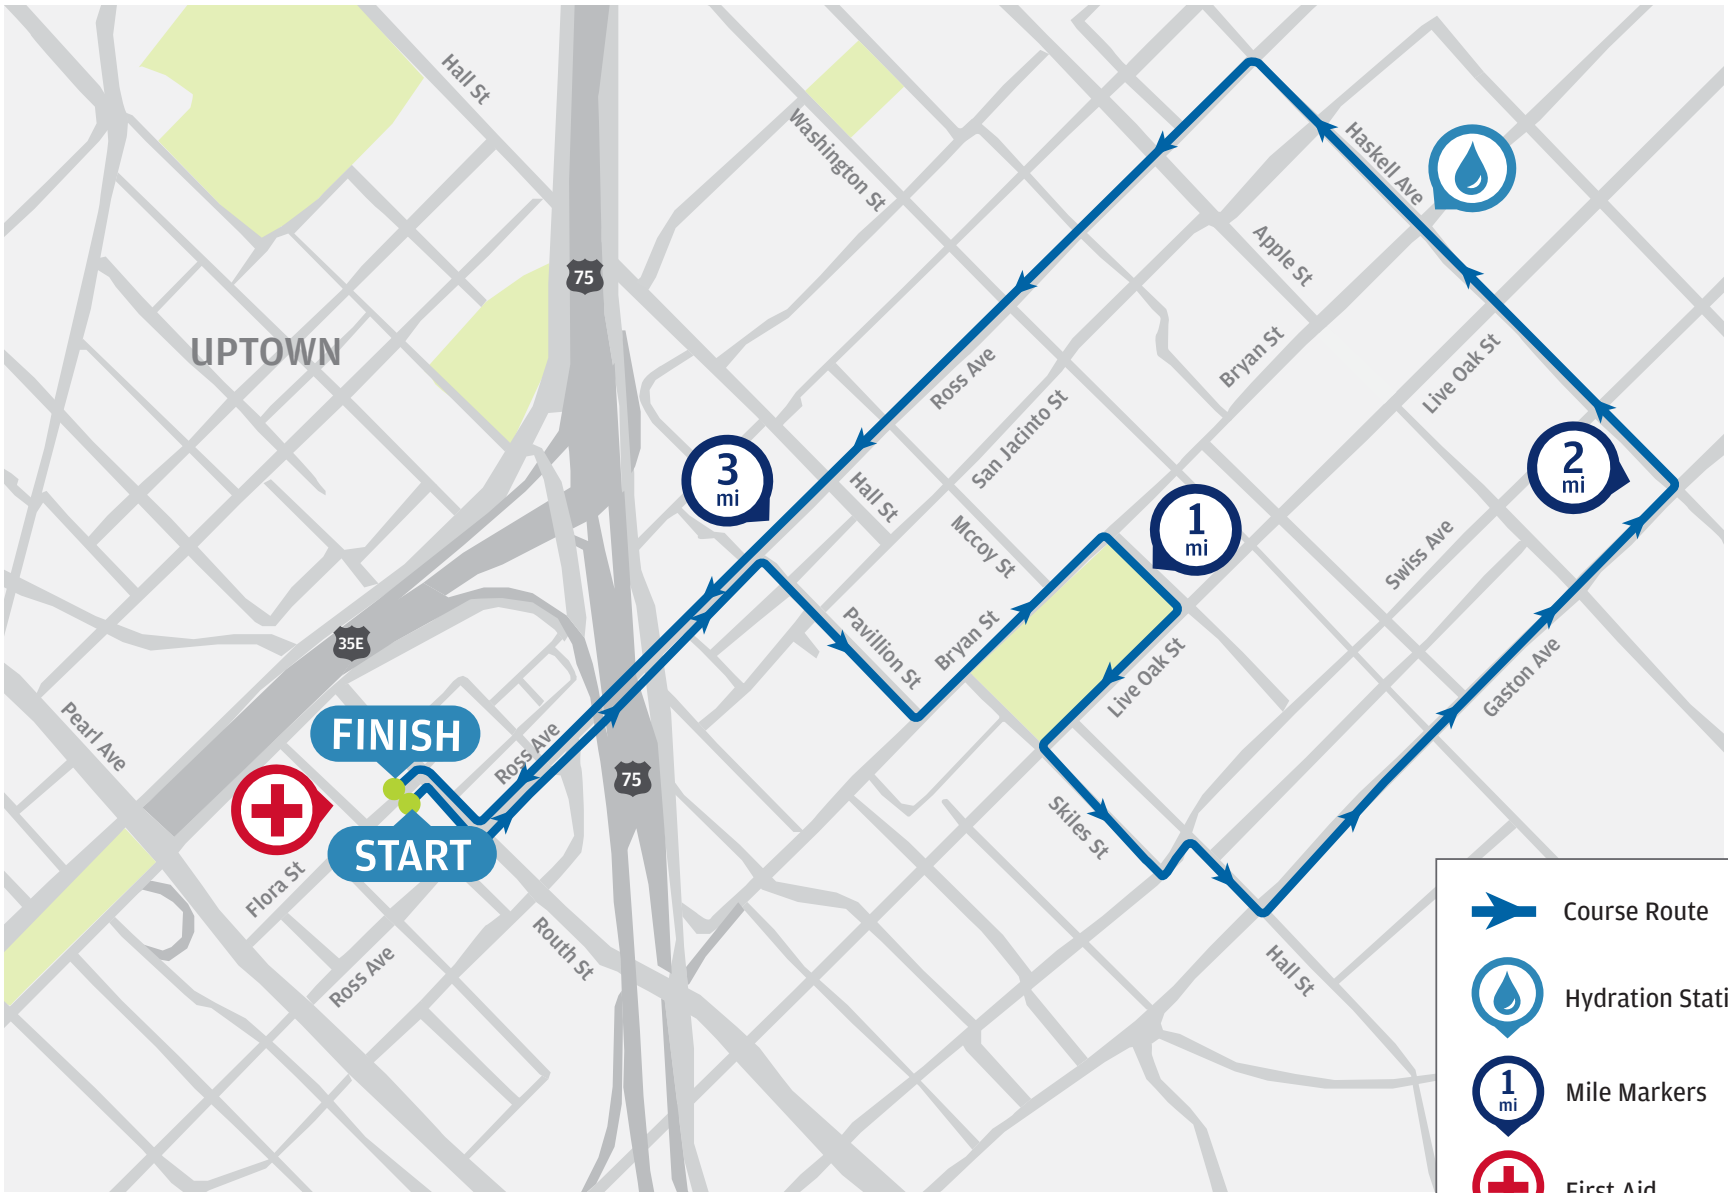 Hall St
Washington St
Haskell Ave
Apple St
75
UPTOWN
Bryan St
Live Oak St
Ross Ave
San Jacinto St
3
mi
Hall St
2
mi
1
mi
Mccoy St
Swiss Ave
35E
Pavillion St
Bryan St
Live Oak St
Gaston Ave
Pearl Ave
FINISH
Ross Ave
75
START
Skiles St
Flora St
Routh St
Ross Ave
Hall St
Course Route
Hydration Stati
1
mi
Mile Markers
First Aid